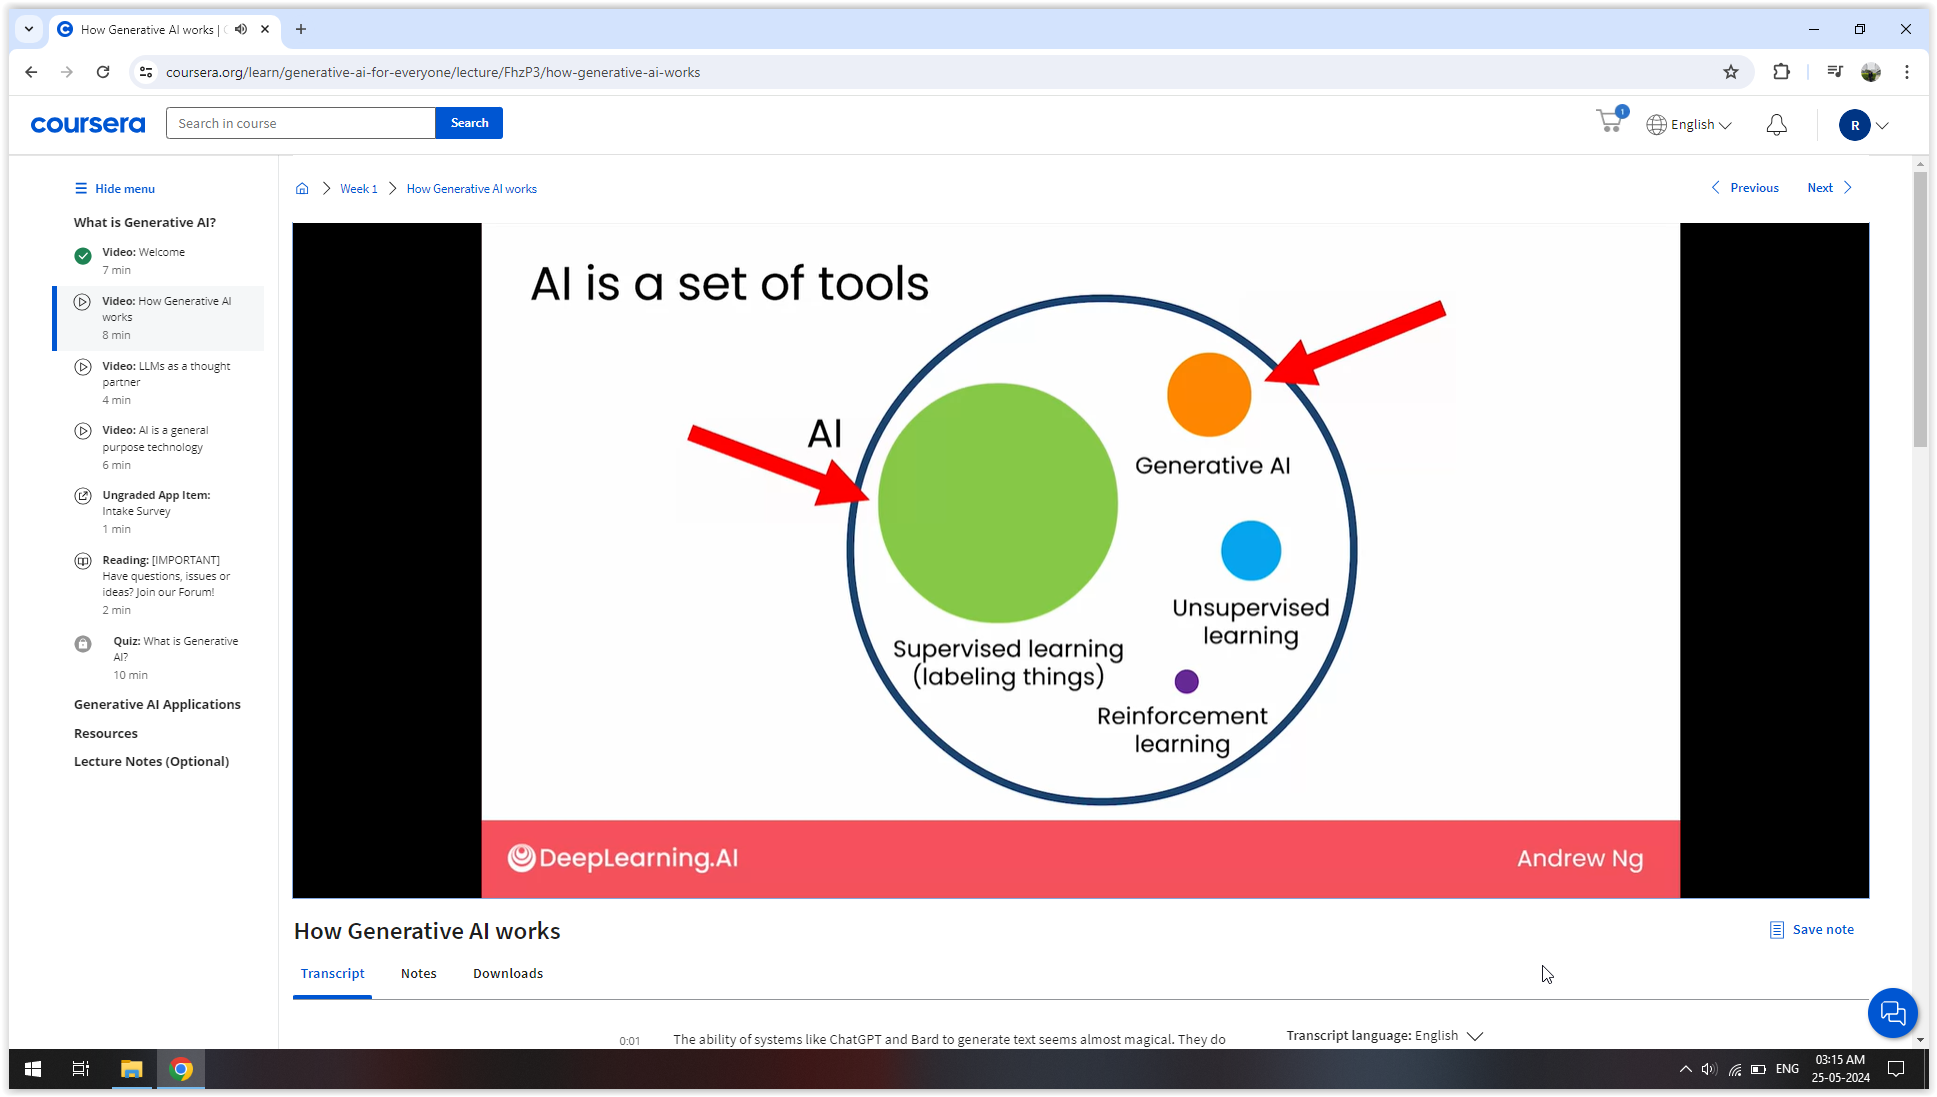 How Generative AI works |
coursera.org/learn/generative-ai-for-everyone/lecture/FhzP3/how-generative-ai-works
coursera
Search in course
Search
1
English
R
Hide menu
Week 1
How Generative AI works
Previous
Next
What is Generative AI?
Video: Welcome
7 min
Video: How Generative AI
works
8 min
Video: LLMs as a thought
partner
4 min
Video: AI is a general
purpose technology
6 min
Ungraded App Item:
Intake Survey
1 min
Reading: [IMPORTANT]
Have questions, issues or
ideas? Join our Forum!
2 min
Quiz: What is Generative
AI?
10 min
Generative AI Applications
Resources
Lecture Notes (Optional)
AI is a set of tools
AI
Generative AI
Unsupervised
learning
Supervised learning
(labeling things)
Reinforcement
learning
DeepLearning.AI
Andrew Ng
How Generative AI works
Save note
Transcript
Notes
Downloads
0:01
The ability of systems like ChatGPT and Bard to generate text seems almost magical. They do
Transcript language: English
ENG
03:15 AM
25-05-2024